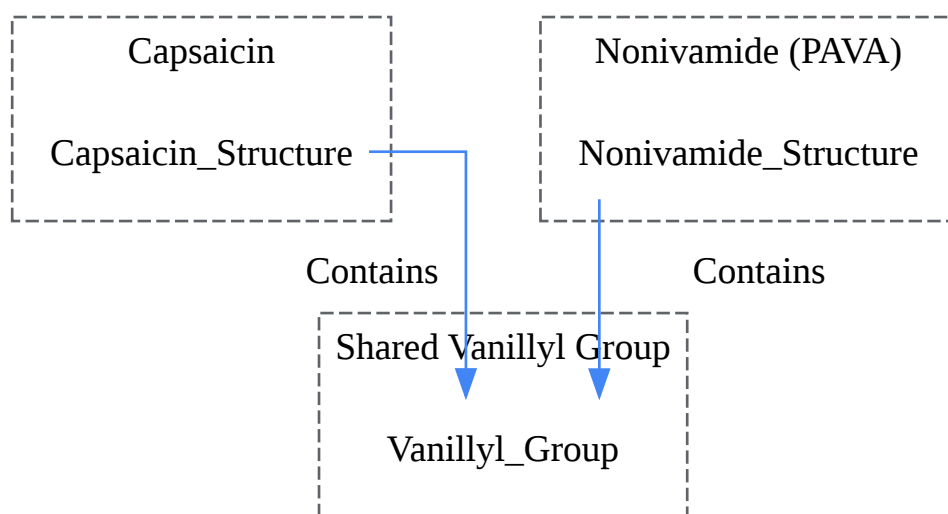 Capsaicin
Nonivamide (PAVA)
Capsaicin_Structure
Nonivamide_Structure
Contains
Contains
Shared Vanillyl Group
Vanillyl_Group